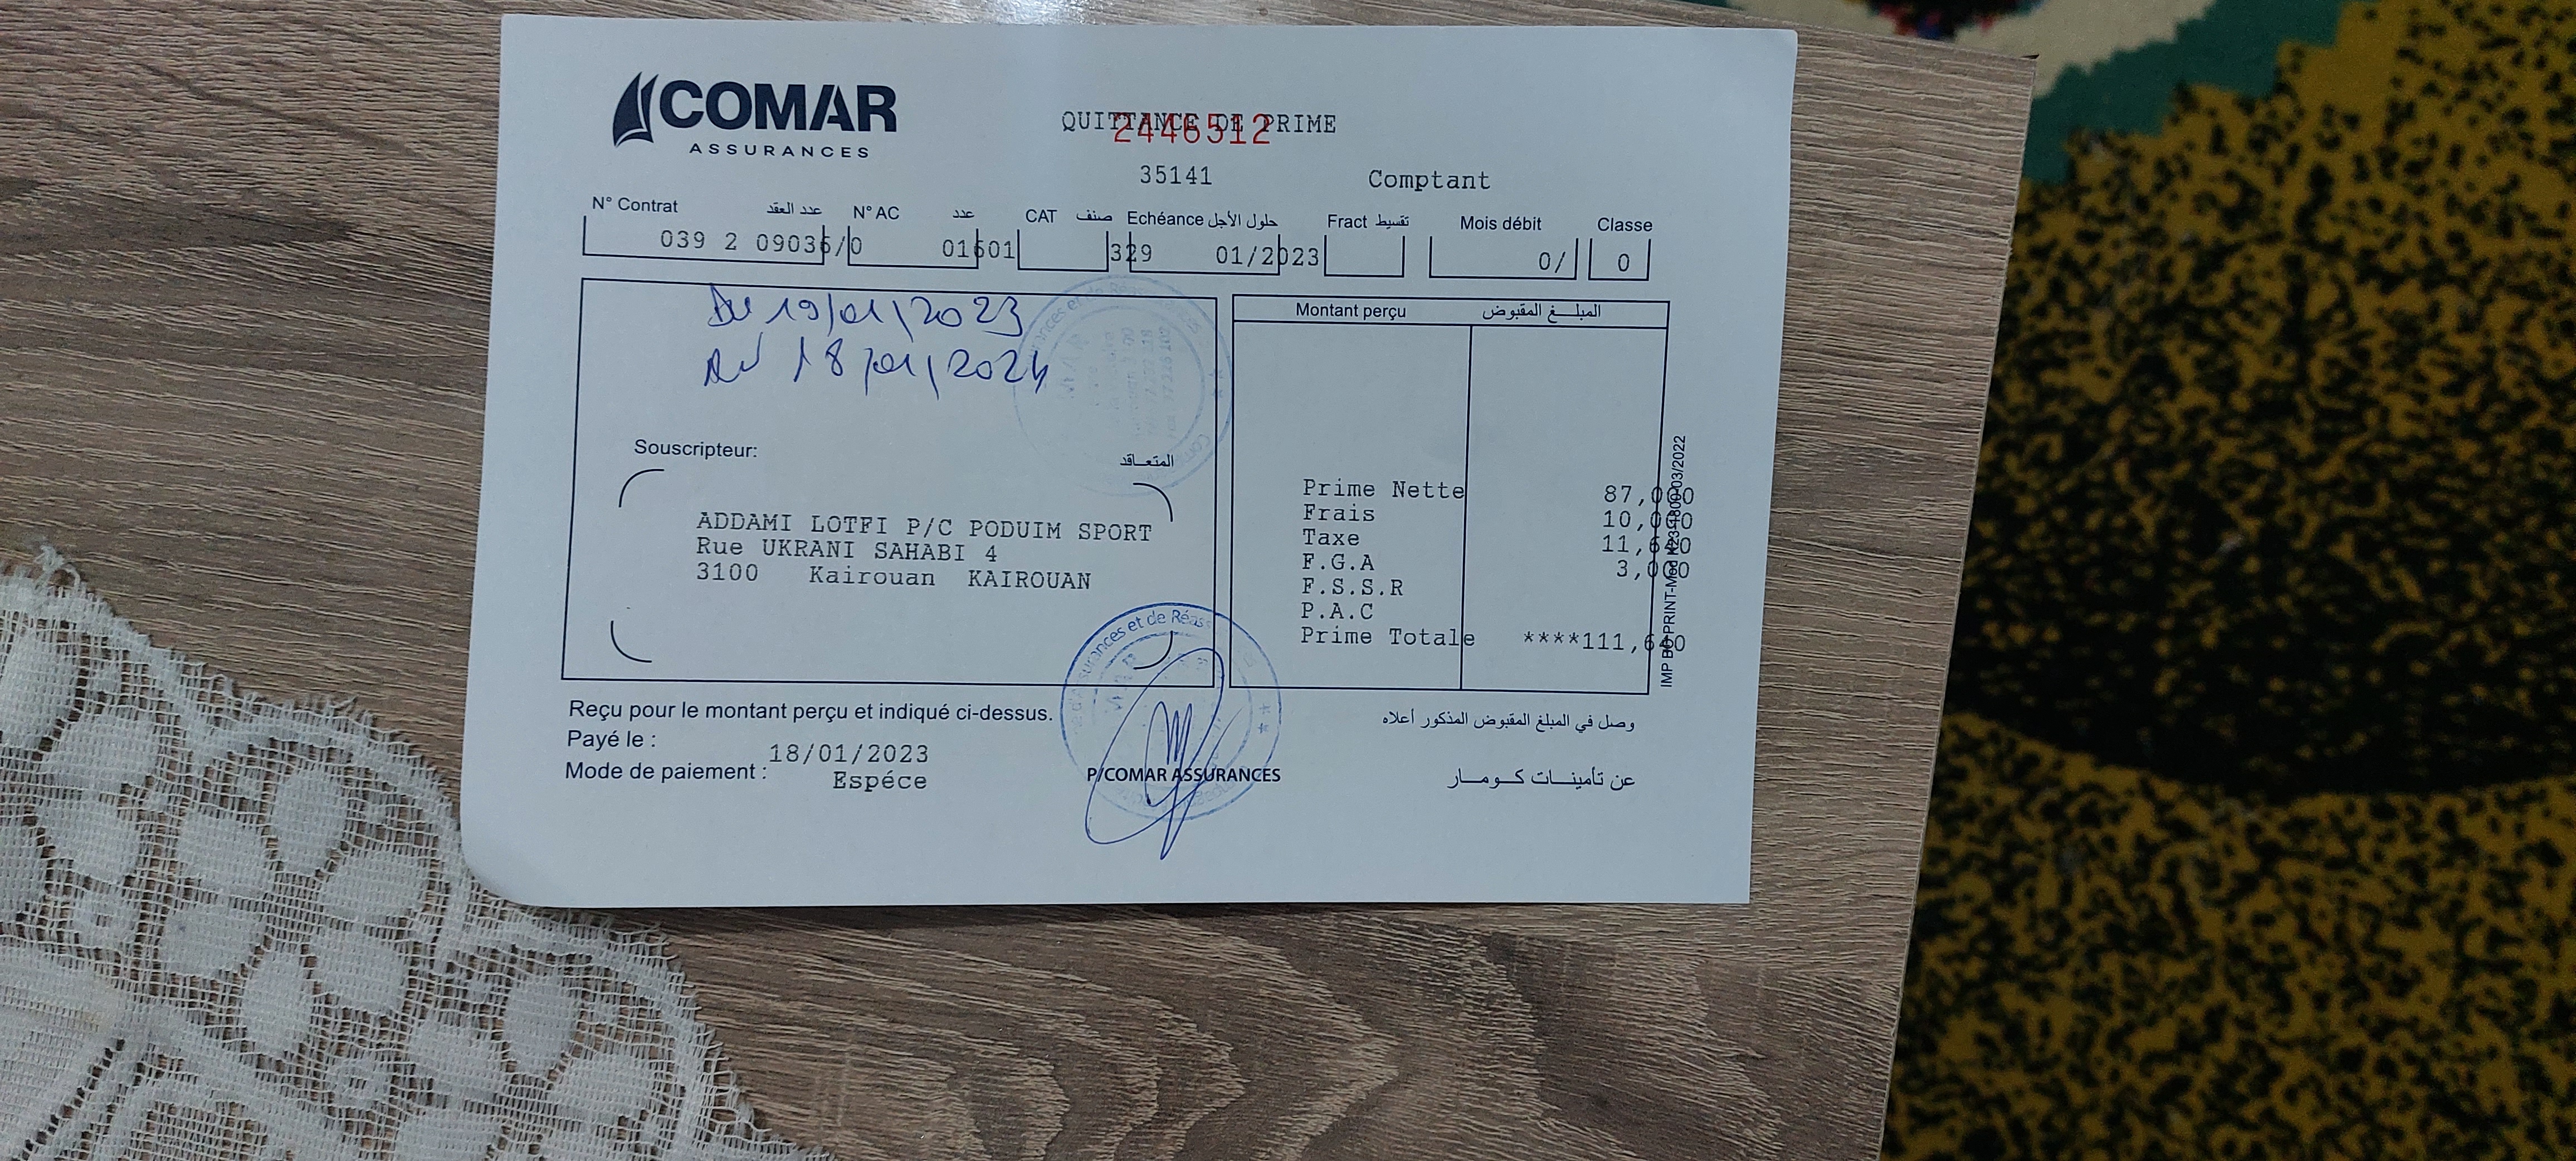 COMAR
ASSURANCES
QUITTANCE DE PRIME
2446512
35141
Comptant
N° Contrat عدد العقد N° AC عدد CAT صنف Echéance حلول الأجل Fract تقسيط Mois débit Classe
039 2 09036/0 01601 329 01/2023 0/ 0
Du 19/01/2023
Au 18/01/2024
Souscripteur: المتعاقد
ADDAMI LOTFI P/C PODUIM SPORT
Rue UKRANI SAHABI 4
3100 Kairouan KAIROUAN
Montant perçu المبلغ المقبوض
Prime Nette 87,000
Frais 10,000
Taxe 11,640
F.G.A 3,000
F.S.S.R
P.A.C
Prime Totale ****111,640
Reçu pour le montant perçu et indiqué ci-dessus. وصل في المبلغ المقبوض المذكور أعلاه
Payé le : 18/01/2023
Mode de paiement : Espéce
P/COMAR ASSURANCES عن تأمينات كومار